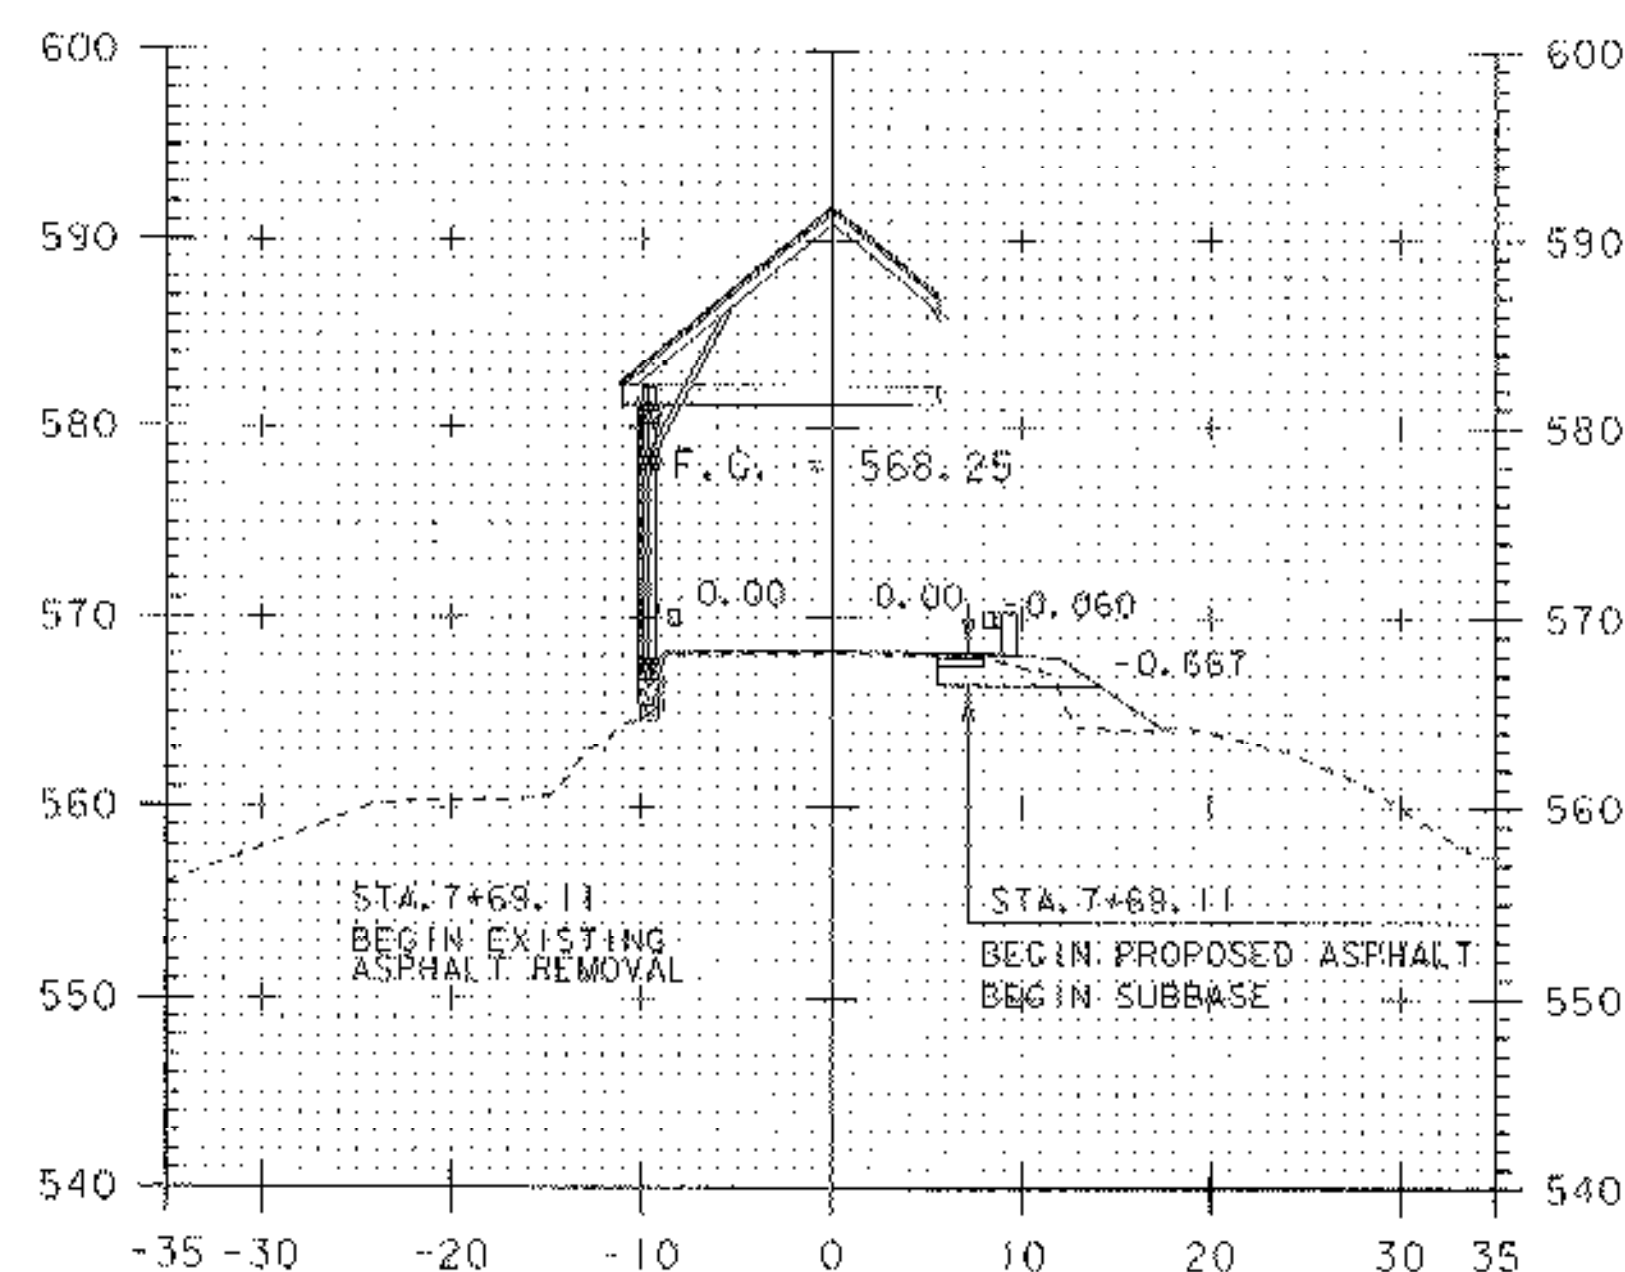 600 600
590 590
580 580
F.G. = 568.25
570 0.00 0.00 -0.060 570
-0.667
560 560
STA. 7+69.11 STA. 7+69.11
BEGIN EXISTING BEGIN PROPOSED ASPHALT
ASPHALT REMOVAL BEGIN SUBBASE
550 550
540 540
-35 -30 -20 -10 0 10 20 30 35